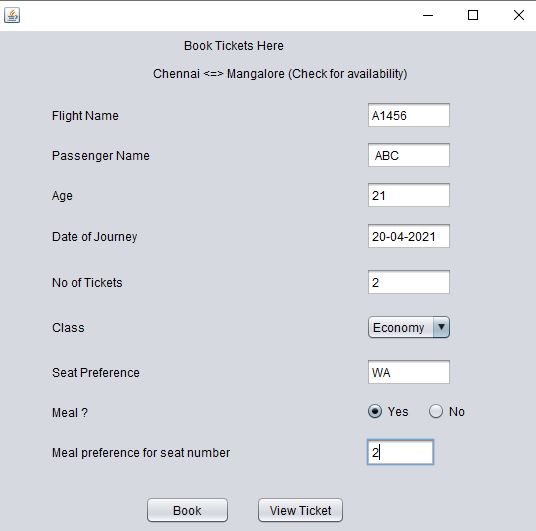 Book Tickets Here
Chennai <=> Mangalore (Check for availability)
Flight Name A1456
Passenger Name ABC
Age 21
Date of Journey 20-04-2021
No of Tickets 2
Class Economy
Seat Preference WA
Meal ? Yes No
Meal preference for seat number 2
Book View Ticket